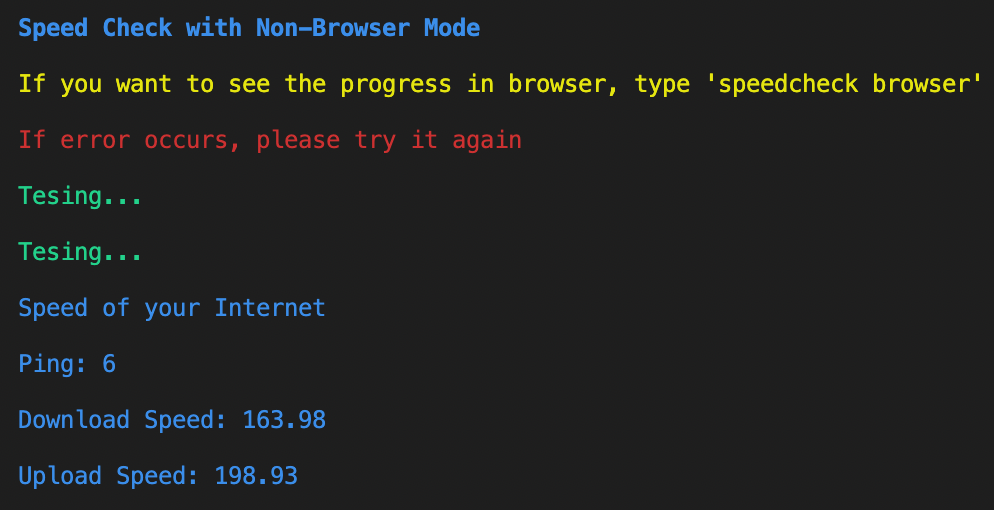 Speed Check with Non-Browser Mode
If you want to see the progress in browser, type 'speedcheck browser'
If error occurs, please try it again
Tesing...
Tesing...
Speed of your Internet
Ping: 6
Download Speed: 163.98
Upload Speed: 198.93